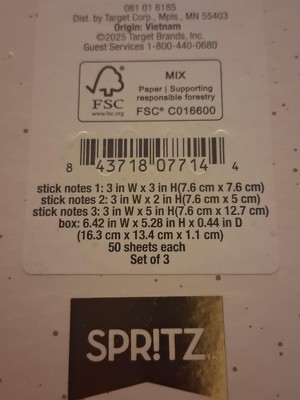 081 01 8185
Dist. by Target Corp., Mpls., MN 55403
Origin: Vietnam
©2025 Target Brands, Inc.
Guest Services 1-800-440-0680
MIX
Paper | Supporting
responsible forestry
FSC
www.fsc.org
FSC® C016600
8 43718 07714 4
stick notes 1: 3 in W x 3 in H(7.6 cm x 7.6 cm)
stick notes 2: 3 in W x 2 in H(7.6 cm x 5 cm)
stick notes 3: 3 in W x 5 in H(7.6 cm x 12.7 cm)
box: 6.42 in W x 5.28 in H x 0.44 in D
(16.3 cm x 13.4 cm x 1.1 cm)
50 sheets each
Set of 3
SPR!TZ